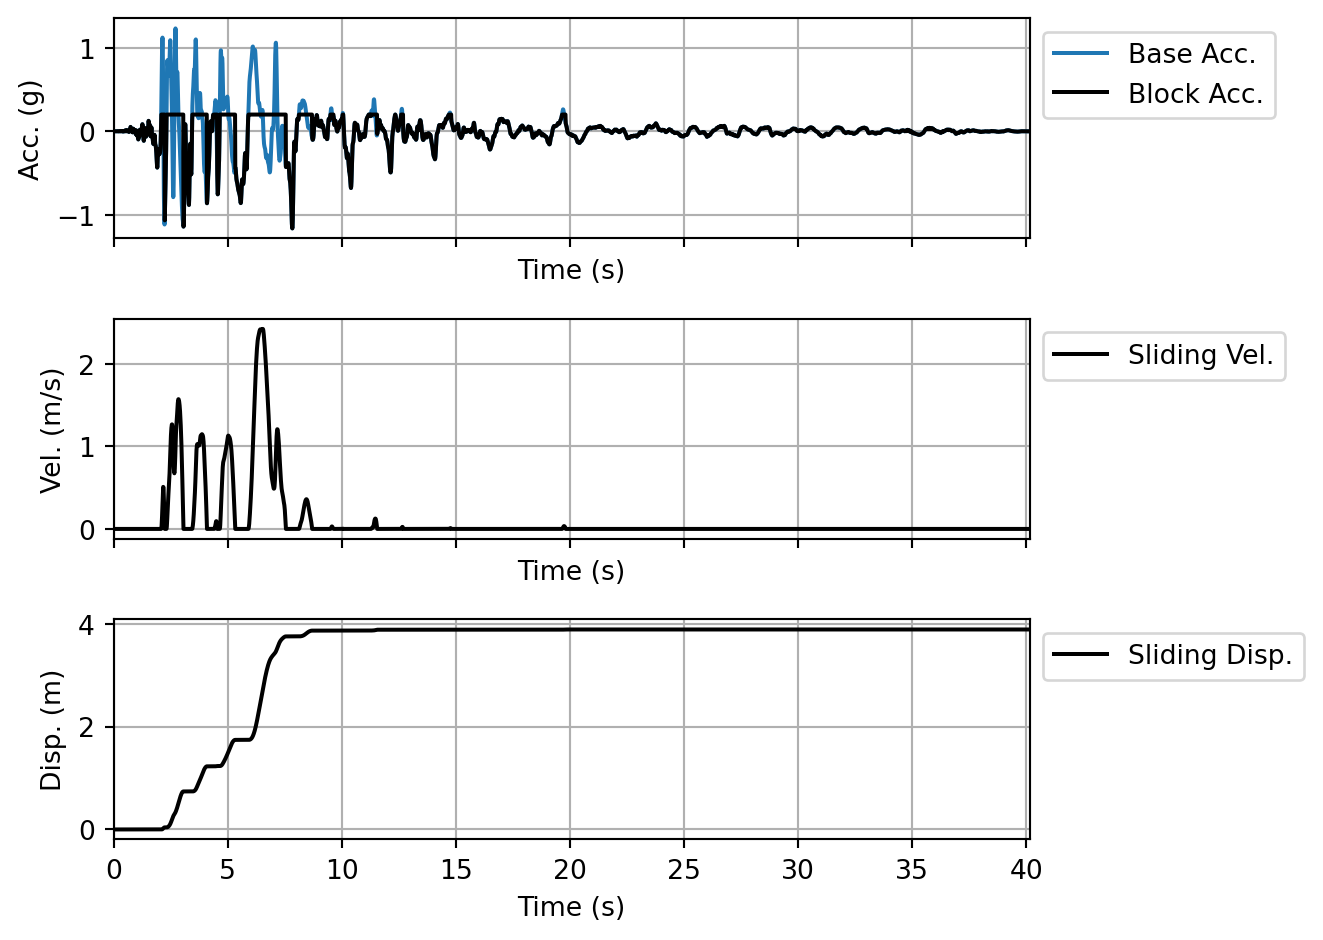 Acc. (g)
1
0
−1
Time (s)
Base Acc.
Block Acc.
Vel. (m/s)
2
1
0
Time (s)
Sliding Vel.
Disp. (m)
4
2
0
0 5 10 15 20 25 30 35 40
Time (s)
Sliding Disp.